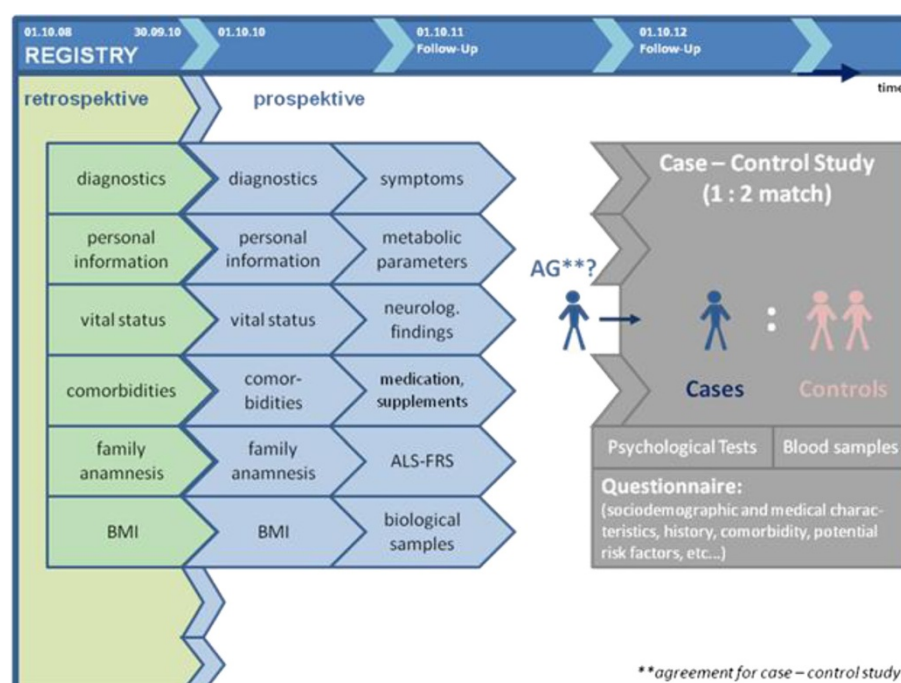 01.10.08 30.09.10 01.10.10 01.10.11 01.10.12
REGISTRY Follow-Up Follow-Up
time
retrospektive prospektive
diagnostics diagnostics symptoms
personal information personal information metabolic parameters
vital status vital status neurolog. findings
comorbidities comor-bidities medication, supplements
family anamnesis family anamnesis ALS-FRS
BMI BMI biological samples
AG**?
Case – Control Study
(1 : 2 match)
:
Cases Controls
Psychological Tests Blood samples
Questionnaire:
(sociodemographic and medical charac-
teristics, history, comorbidity, potential
risk factors, etc...)
**agreement for case – control study